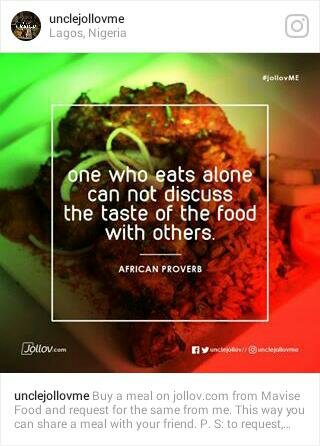 unclejollovme
Lagos, Nigeria
#jollovME
one who eats alone
can not discuss
the taste of the food
with others.
AFRICAN PROVERB
Jollov.com
unclejollov// unclejollovme
unclejollovme Buy a meal on jollov.com from Mavise
Food and request for the same from me. This way you
can share a meal with your friend. P. S: to request,...